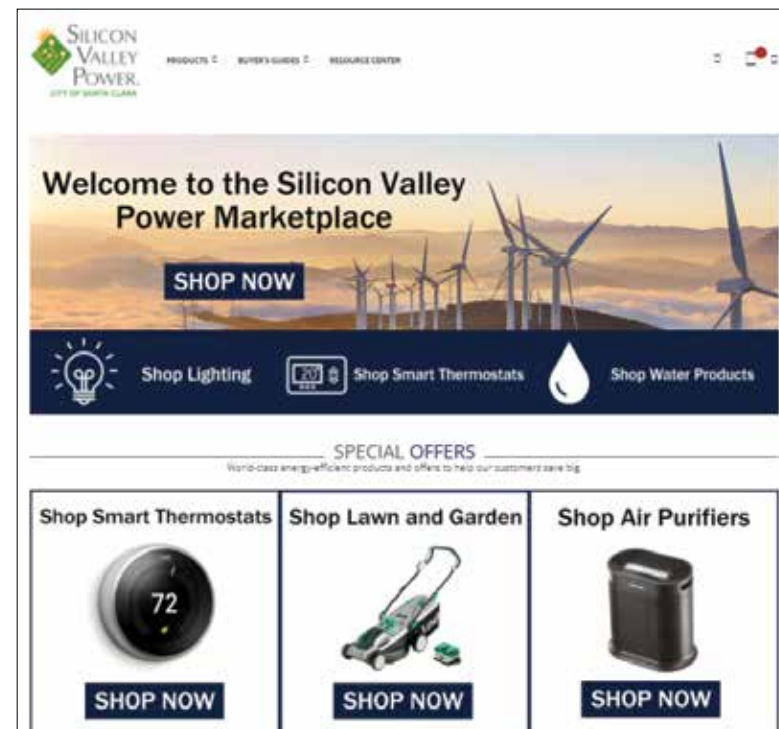 SILICON
VALLEY
POWER.
CITY OF SANTA CLARA
PRODUCTS BUYER'S GUIDES RESOURCE CENTER
Welcome to the Silicon Valley
Power Marketplace
SHOP NOW
Shop Lighting 20° Shop Smart Thermostats Shop Water Products
SPECIAL OFFERS
World-class energy-efficient products and offers to help our customers save big
Shop Smart Thermostats Shop Lawn and Garden Shop Air Purifiers
72
SHOP NOW SHOP NOW SHOP NOW